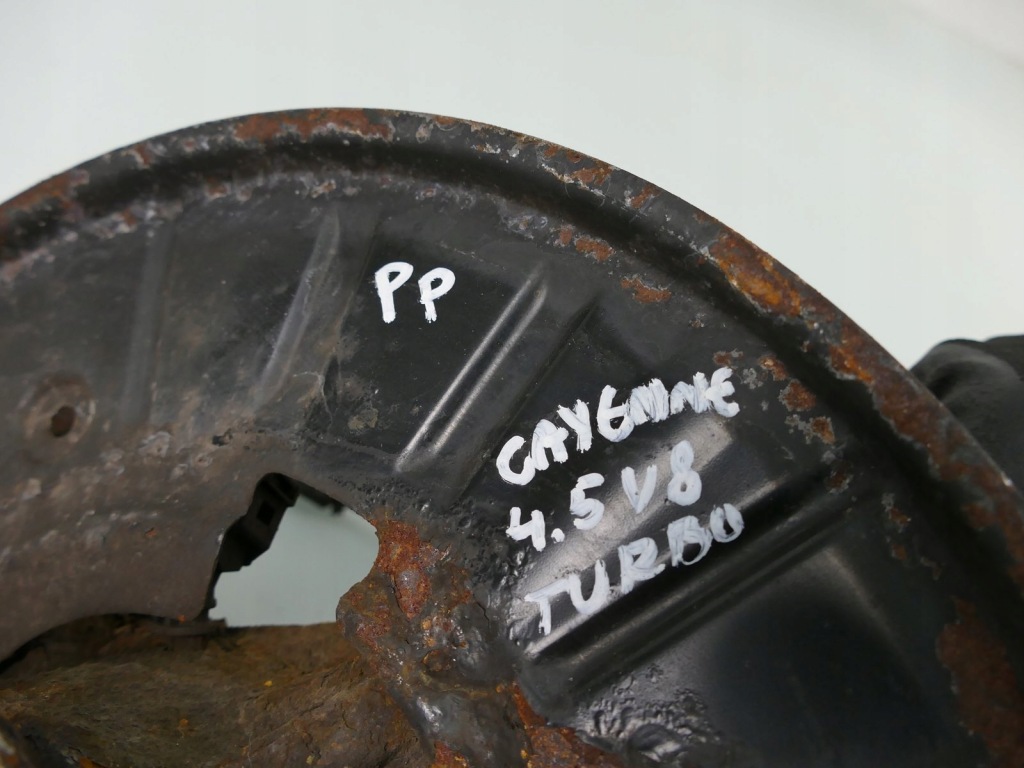 PP
CAYENNE
4.5 V8
TURBO